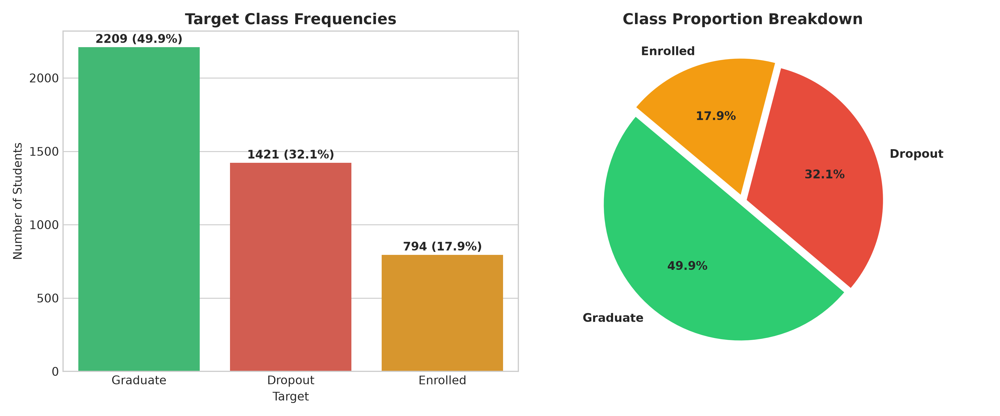 Target Class Frequencies
Number of Students
2000
1500
1000
500
0
2209 (49.9%)
1421 (32.1%)
794 (17.9%)
Graduate
Dropout
Enrolled
Target
Class Proportion Breakdown
Enrolled
17.9%
Dropout
32.1%
49.9%
Graduate